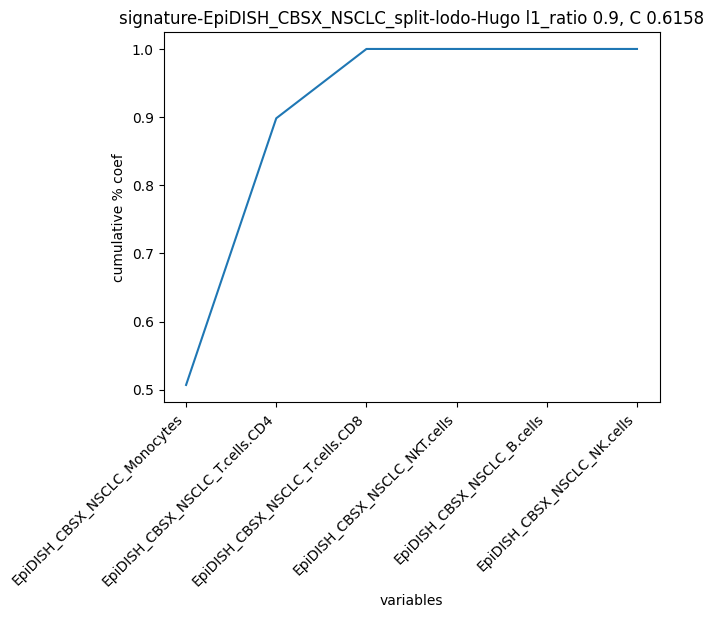 signature-EpiDISH_CBSX_NSCLC_split-lodo-Hugo l1_ratio 0.9, C 0.6158
cumulative % coef
1.0
0.9
0.8
0.7
0.6
0.5
EpiDISH_CBSX_NSCLC_Monocytes
EpiDISH_CBSX_NSCLC_T.cells.CD4
EpiDISH_CBSX_NSCLC_T.cells.CD8
EpiDISH_CBSX_NSCLC_NKT.cells
EpiDISH_CBSX_NSCLC_B.cells
EpiDISH_CBSX_NSCLC_NK.cells
variables